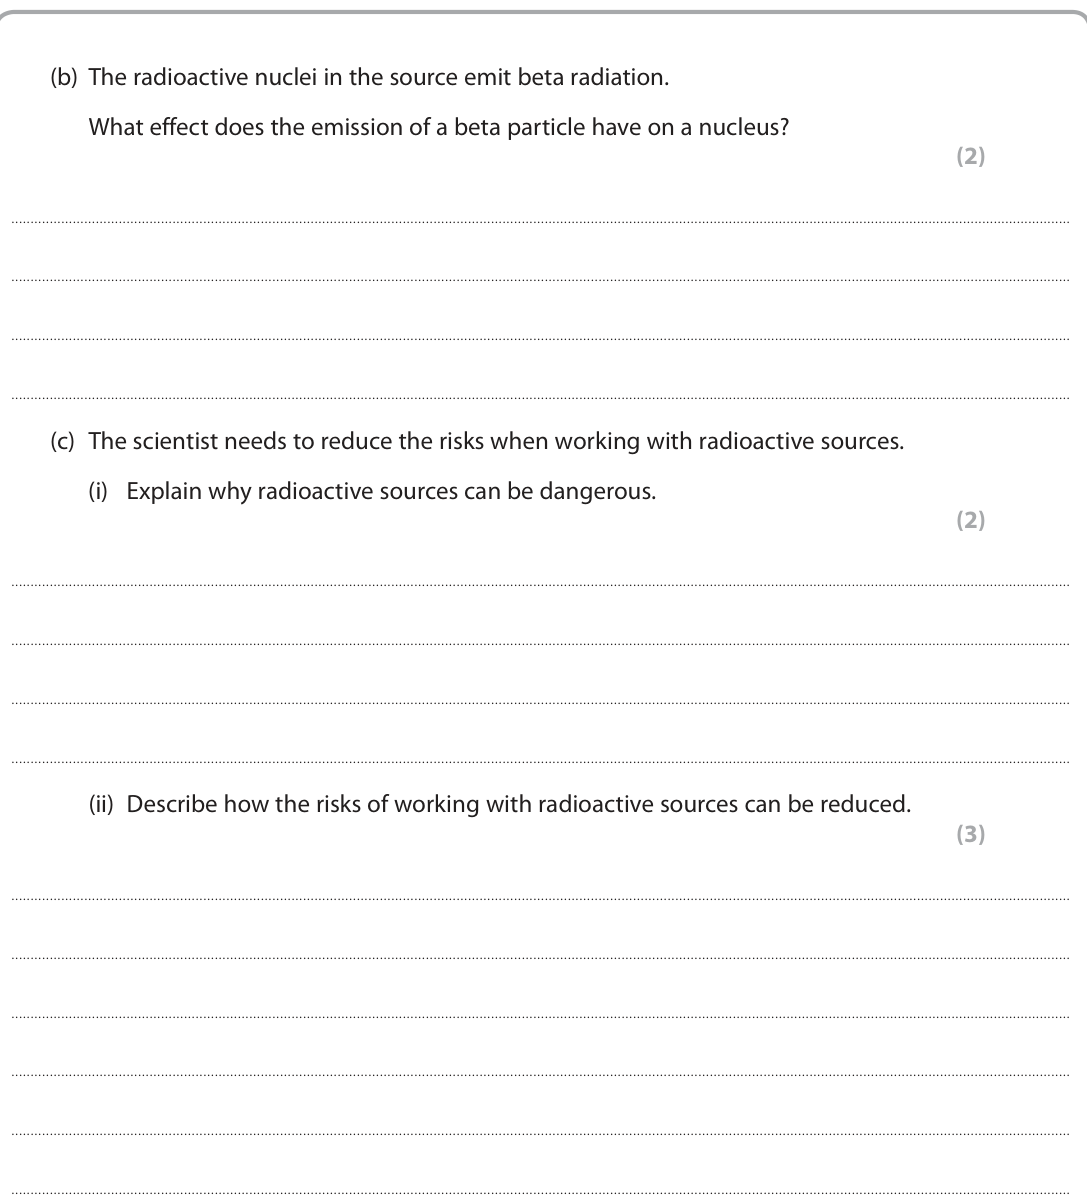 (b) The radioactive nuclei in the source emit beta radiation.
What effect does the emission of a beta particle have on a nucleus?
(2)
(c) The scientist needs to reduce the risks when working with radioactive sources.
(i) Explain why radioactive sources can be dangerous.
(2)
(ii) Describe how the risks of working with radioactive sources can be reduced.
(3)